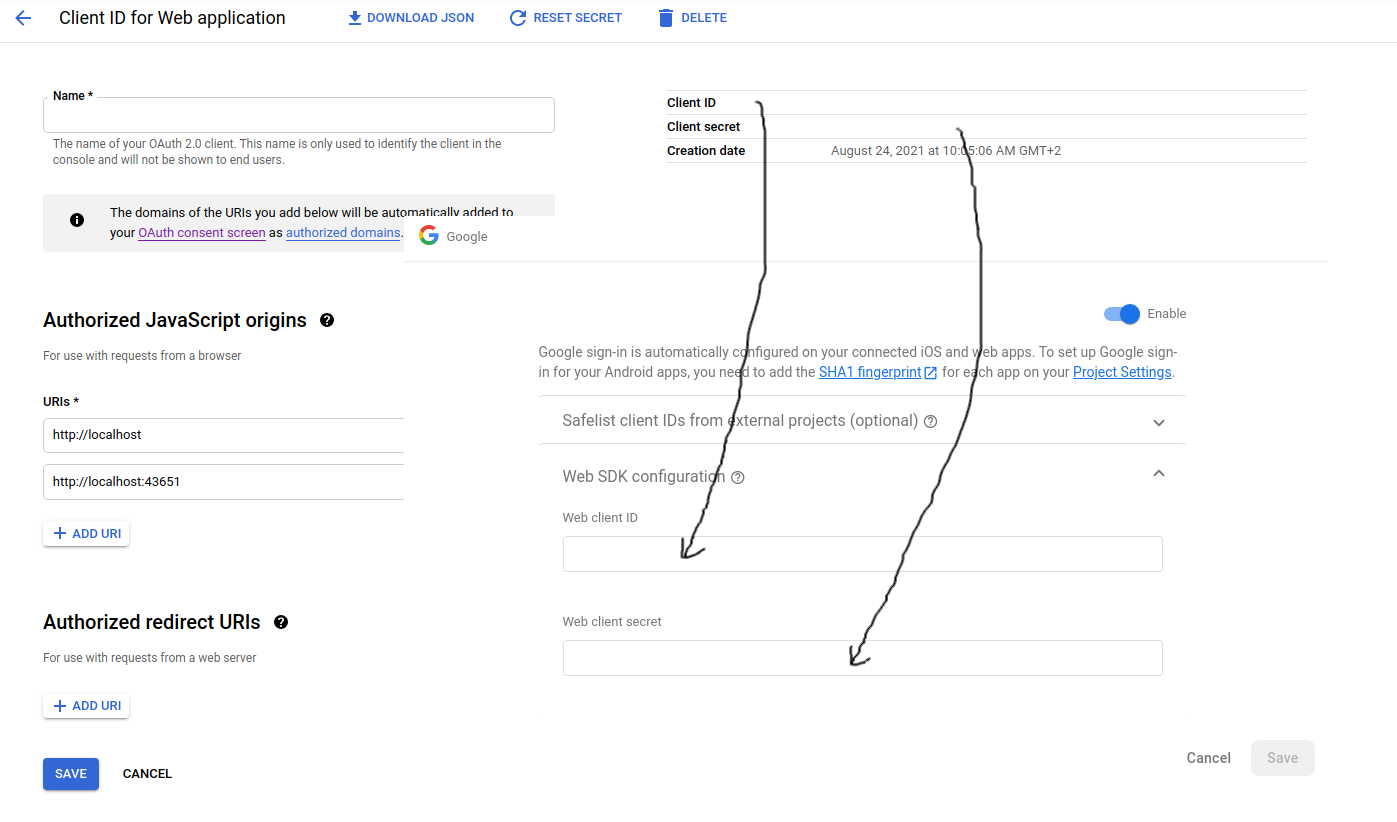 Client ID for Web application
DOWNLOAD JSON
RESET SECRET
DELETE
Name *
The name of your OAuth 2.0 client. This name is only used to identify the client in the
console and will not be shown to end users.
Client ID
Client secret
Creation date August 24, 2021 at 10:05:06 AM GMT+2
The domains of the URIs you add below will be automatically added to
your OAuth consent screen as authorized domains.
Google
Enable
Authorized JavaScript origins
For use with requests from a browser
Google sign-in is automatically configured on your connected iOS and web apps. To set up Google sign-
in for your Android apps, you need to add the SHA1 fingerprint for each app on your Project Settings.
URIs *
http://localhost
http://localhost:43651
ADD URI
Safelist client IDs from external projects (optional)
Web SDK configuration
Web client ID
Web client secret
Authorized redirect URIs
For use with requests from a web server
ADD URI
SAVE
CANCEL
Cancel
Save